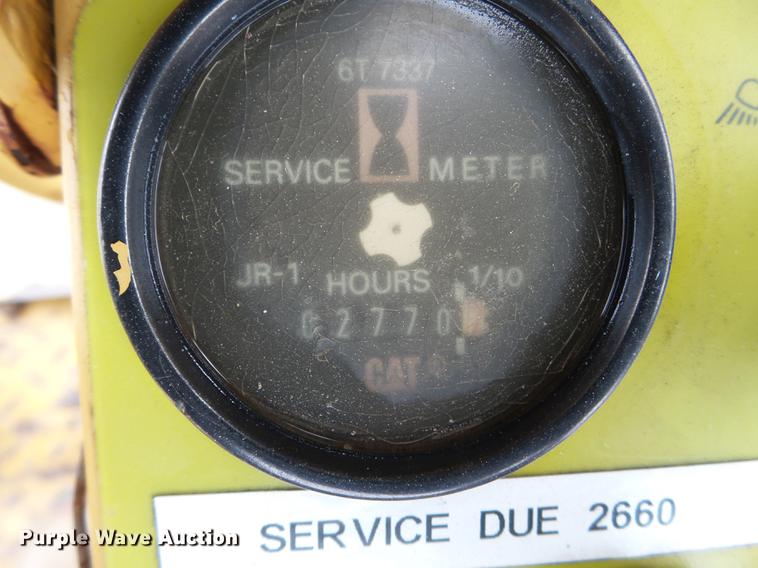 6T 7337
SERVICE METER
JR-1 HOURS 1/10
02770
CAT
SERVICE DUE 2660
Purple Wave Auction